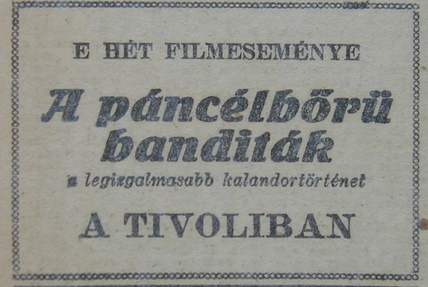 E HÉT FILMESEMÉNYE
A páncélbőrü
banditák
a legizgalmasabb kalandortörténet
A TIVOLIBAN